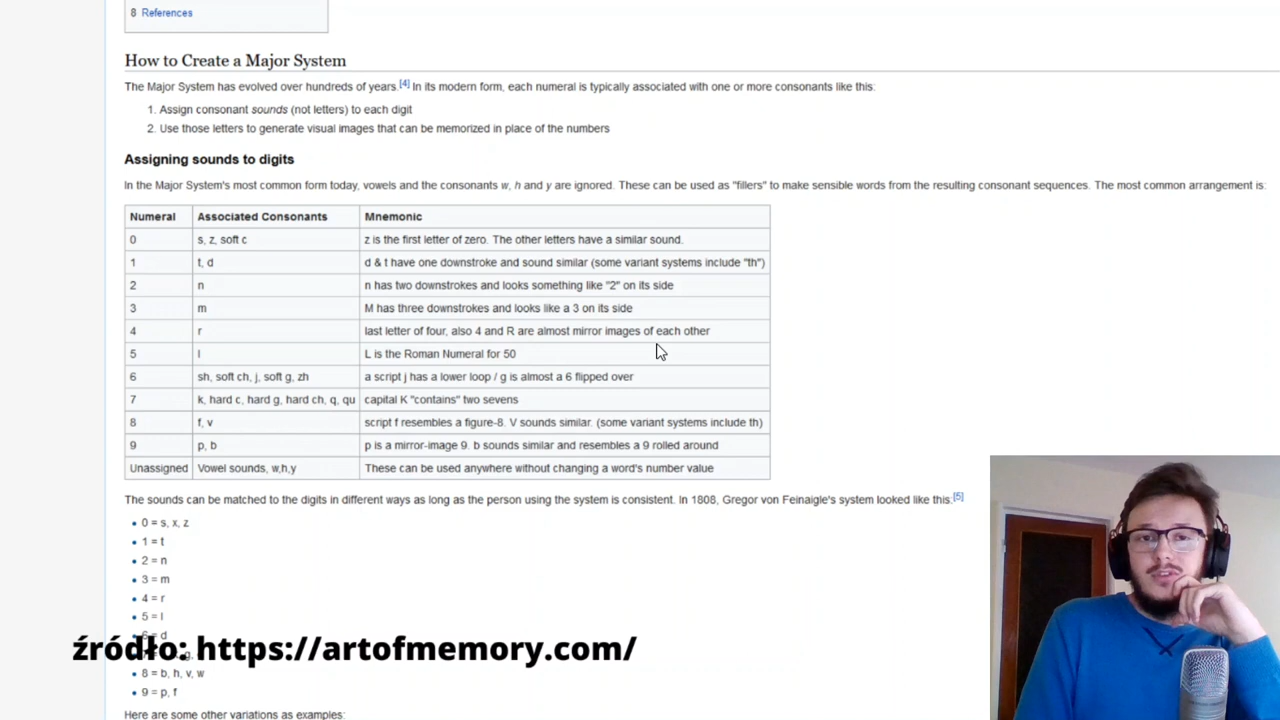 8 References
How to Create a Major System
The Major System has evolved over hundreds of years.[4] In its modern form, each numeral is typically associated with one or more consonants like this:
1. Assign consonant sounds (not letters) to each digit
2. Use those letters to generate visual images that can be memorized in place of the numbers
Assigning sounds to digits
In the Major System's most common form today, vowels and the consonants w, h and y are ignored. These can be used as "fillers" to make sensible words from the resulting consonant sequences. The most common arrangement is:
Numeral Associated Consonants Mnemonic
0 s, z, soft c z is the first letter of zero. The other letters have a similar sound.
1 t, d d & t have one downstroke and sound similar (some variant systems include "th")
2 n n has two downstrokes and looks something like "2" on its side
3 m M has three downstrokes and looks like a 3 on its side
4 r last letter of four, also 4 and R are almost mirror images of each other
5 l L is the Roman Numeral for 50
6 sh, soft ch, j, soft g, zh a script j has a lower loop / g is almost a 6 flipped over
7 k, hard c, hard g, hard ch, q, qu capital K "contains" two sevens
8 f, v script f resembles a figure-8. V sounds similar. (some variant systems include th)
9 p, b p is a mirror-image 9. b sounds similar and resembles a 9 rolled around
Unassigned Vowel sounds, w,h,y These can be used anywhere without changing a word's number value
The sounds can be matched to the digits in different ways as long as the person using the system is consistent. In 1808, Gregor von Feinaigle's system looked like this:[5]
• 0 = s, x, z
• 1 = t
• 2 = n
• 3 = m
• 4 = r
• 5 = l
• 6 = d
źródło: https://artofmemory.com/
• 8 = b, h, v, w
• 9 = p, f
Here are some other variations as examples: